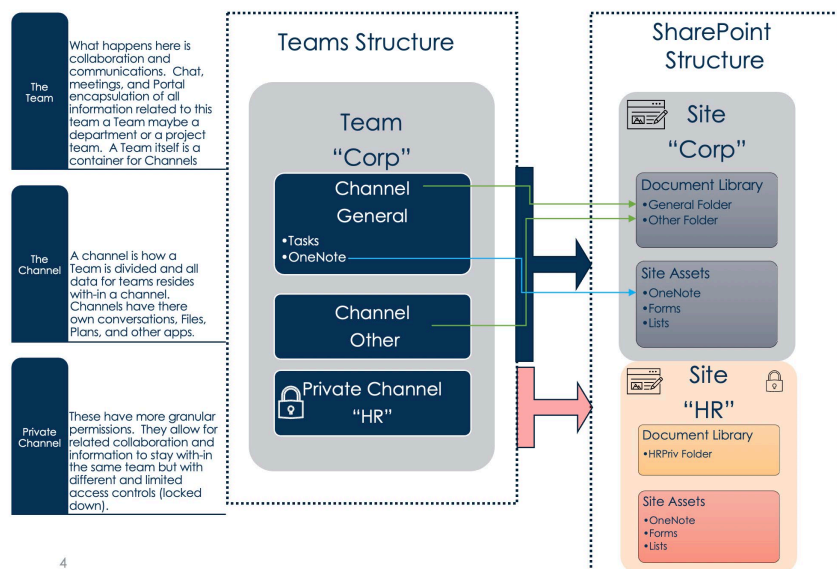 The
Team
What happens here is
collaboration and
communications. Chat,
meetings, and Portal
encapsulation of all
information related to this
team a Team maybe a
department or a project
team. A Team itself is a
container for Channels
The
Channel
A channel is how a
Team is divided and all
data for teams resides
with-in a channel.
Channels have there
own conversations, Files,
Plans, and other apps.
Private
Channel
These have more granular
permissions. They allow for
related collaboration and
information to stay with-in
the same team but with
different and limited
access controls (locked
down).
Teams Structure
Team
“Corp”
Channel
General
•Tasks
•OneNote
Channel
Other
Private Channel
“HR”
SharePoint
Structure
Site
“Corp”
Document Library
•General Folder
•Other Folder
Site Assets
•OneNote
•Forms
•Lists
Site
“HR”
Document Library
•HRPriv Folder
Site Assets
•OneNote
•Forms
•Lists
4